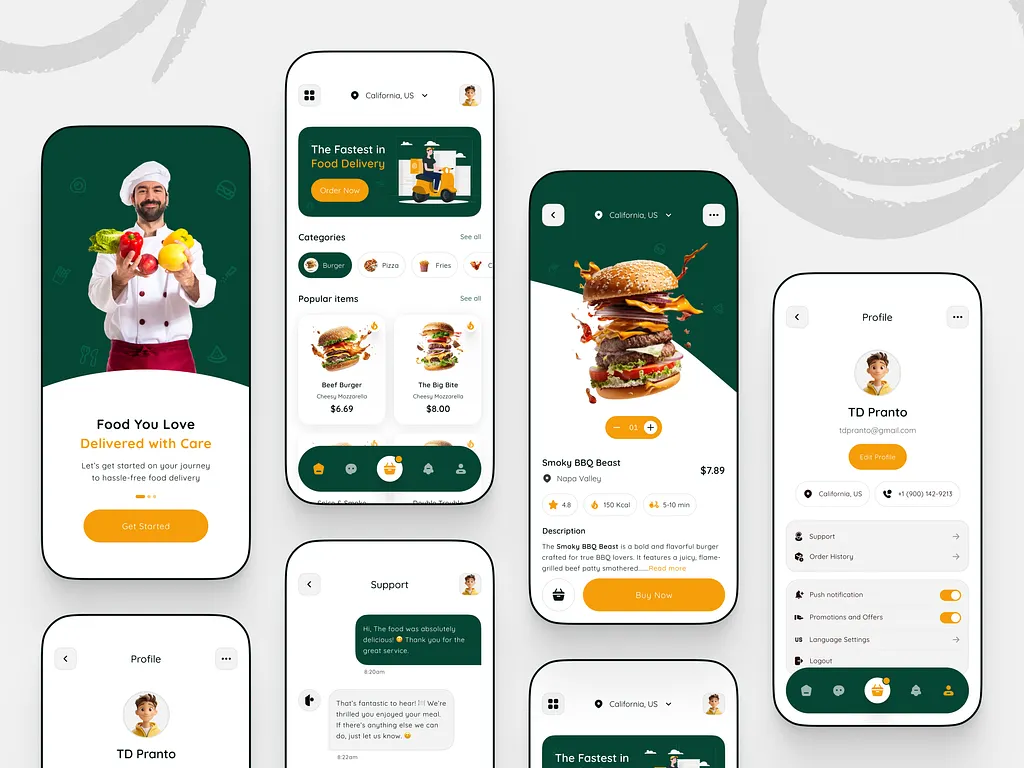 Food You Love
Delivered with Care
Let's get started on your journey
to hassle-free food delivery
Get Started
Profile
TD Pranto
California, US
The Fastest in
Food Delivery
Order Now
Categories
See all
Burger
Pizza
Fries
C
Popular items
See all
Beef Burger
Cheesy Mozzarella
$6.69
The Big Bite
Cheesy Mozzarella
$8.00
Spice & Smoke
Double Trouble
Support
Hi, The food was absolutely
delicious! 😋 Thank you for the
great service.
8:20am
That's fantastic to hear! 🍽️ We're
thrilled you enjoyed your meal.
If there's anything else we can
do, just let us know. 😊
8:22am
California, US
01
Smoky BBQ Beast
$7.89
Napa Valley
4.8
150 Kcal
5-10 min
Description
The Smoky BBQ Beast is a bold and flavorful burger
crafted for true BBQ lovers. It features a juicy, flame-
grilled beef patty smothered......Read more
Buy Now
California, US
The Fastest in
Profile
TD Pranto
tdpranto@gmail.com
Edit Profile
California, US
+1 (900) 142-9213
Support
Order History
Push notification
Promotions and Offers
US Language Settings
Logout